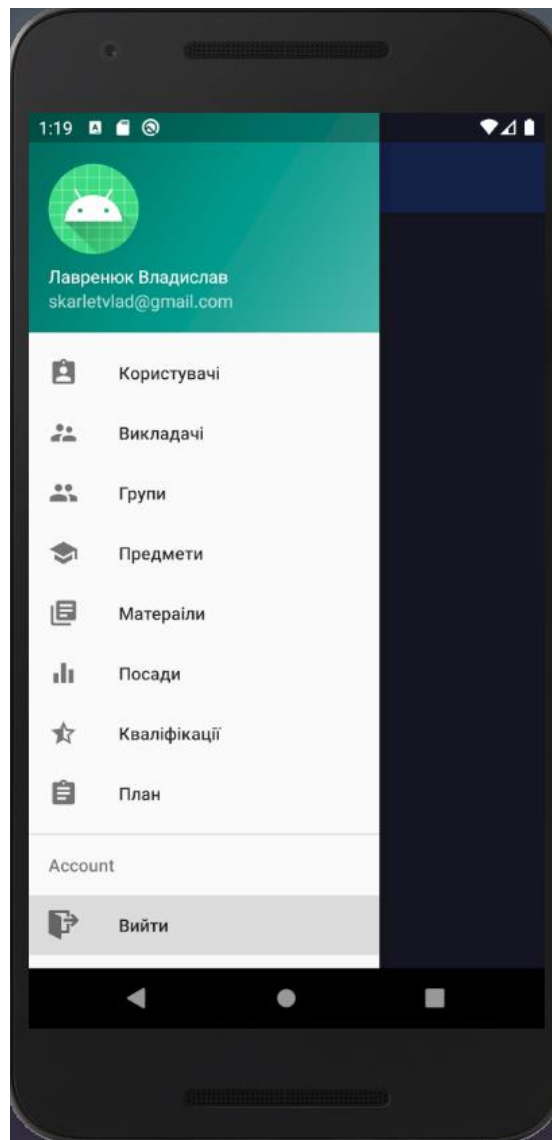 1:19
Лавренюк Владислав
skarletvlad@gmail.com
Користувачі
Викладачі
Групи
Предмети
Матераіли
Посади
Кваліфікації
План
Account
Вийти